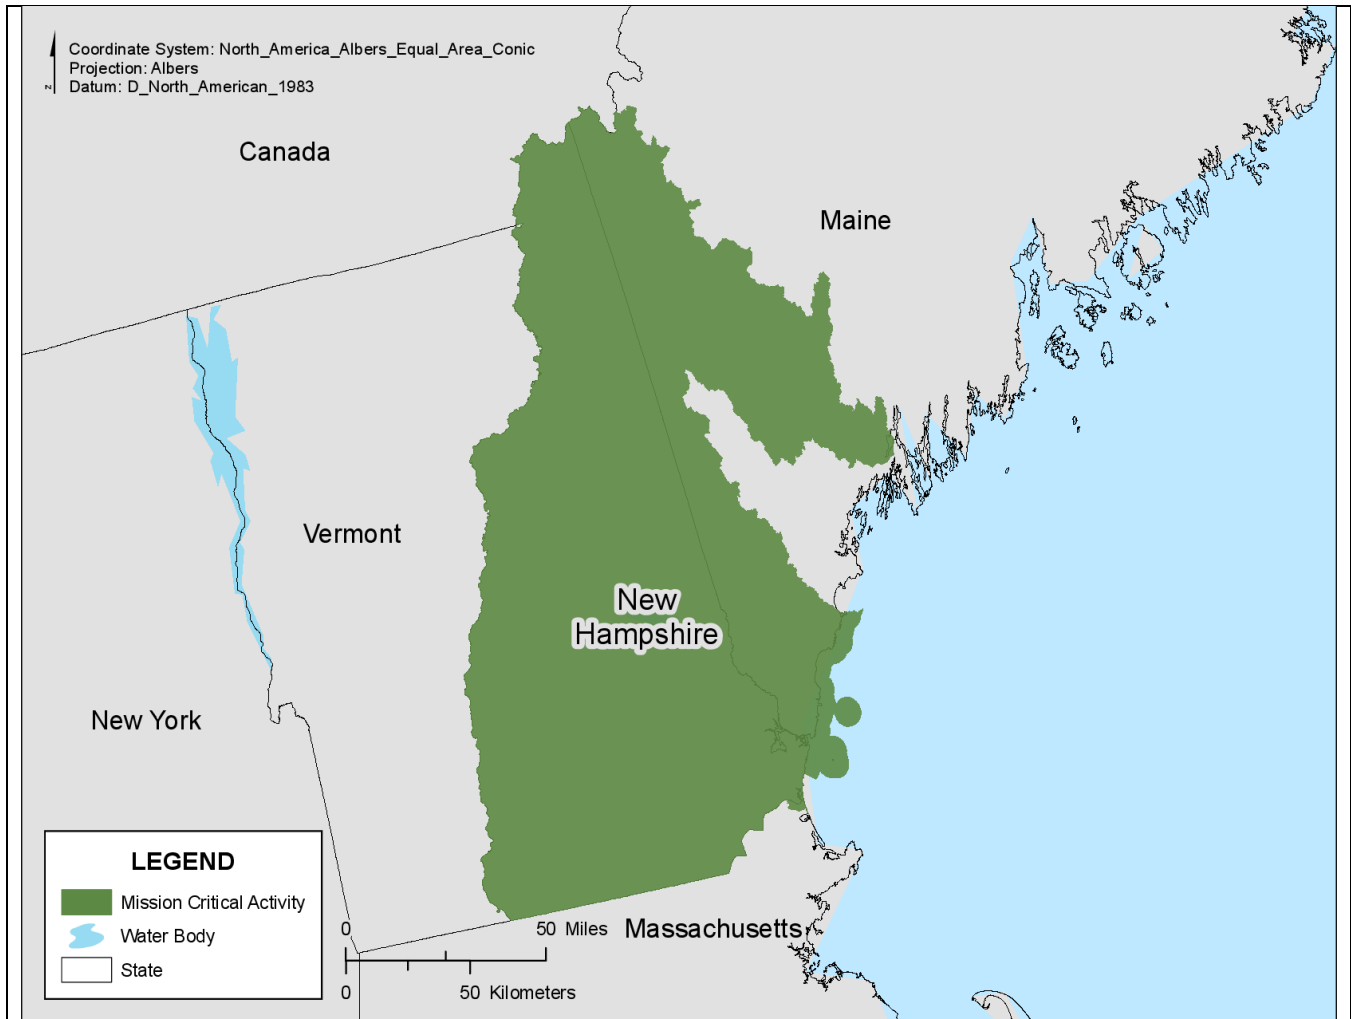 Coordinate System: North_America_Albers_Equal_Area_Conic
Projection: Albers
Datum: D_North_American_1983
N
Canada
Maine
Vermont
New
Hampshire
New York
Massachusetts
LEGEND
Mission Critical Activity
Water Body
State
0 50 Miles
0 50 Kilometers